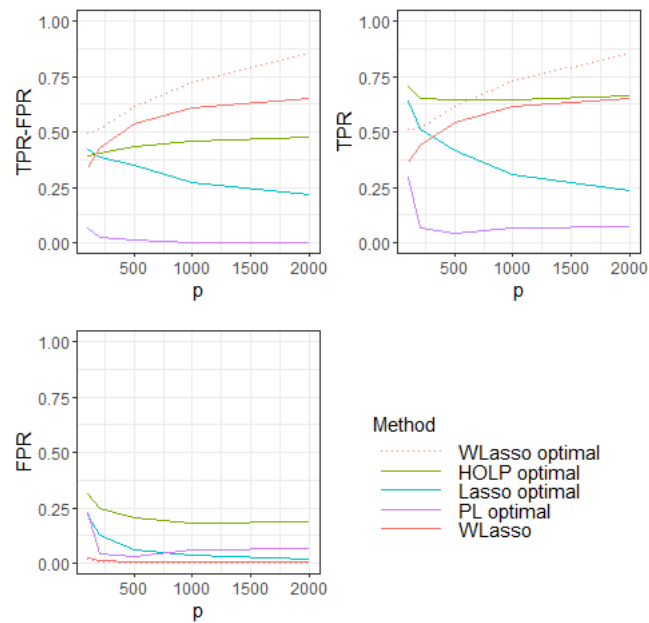 1.00
0.75
0.50
0.25
0.00
TPR-FPR
500 1000 1500 2000
p
1.00
0.75
0.50
0.25
0.00
TPR
500 1000 1500 2000
p
1.00
0.75
0.50
0.25
0.00
FPR
500 1000 1500 2000
p
Method
WLasso optimal
HOLP optimal
Lasso optimal
PL optimal
WLasso